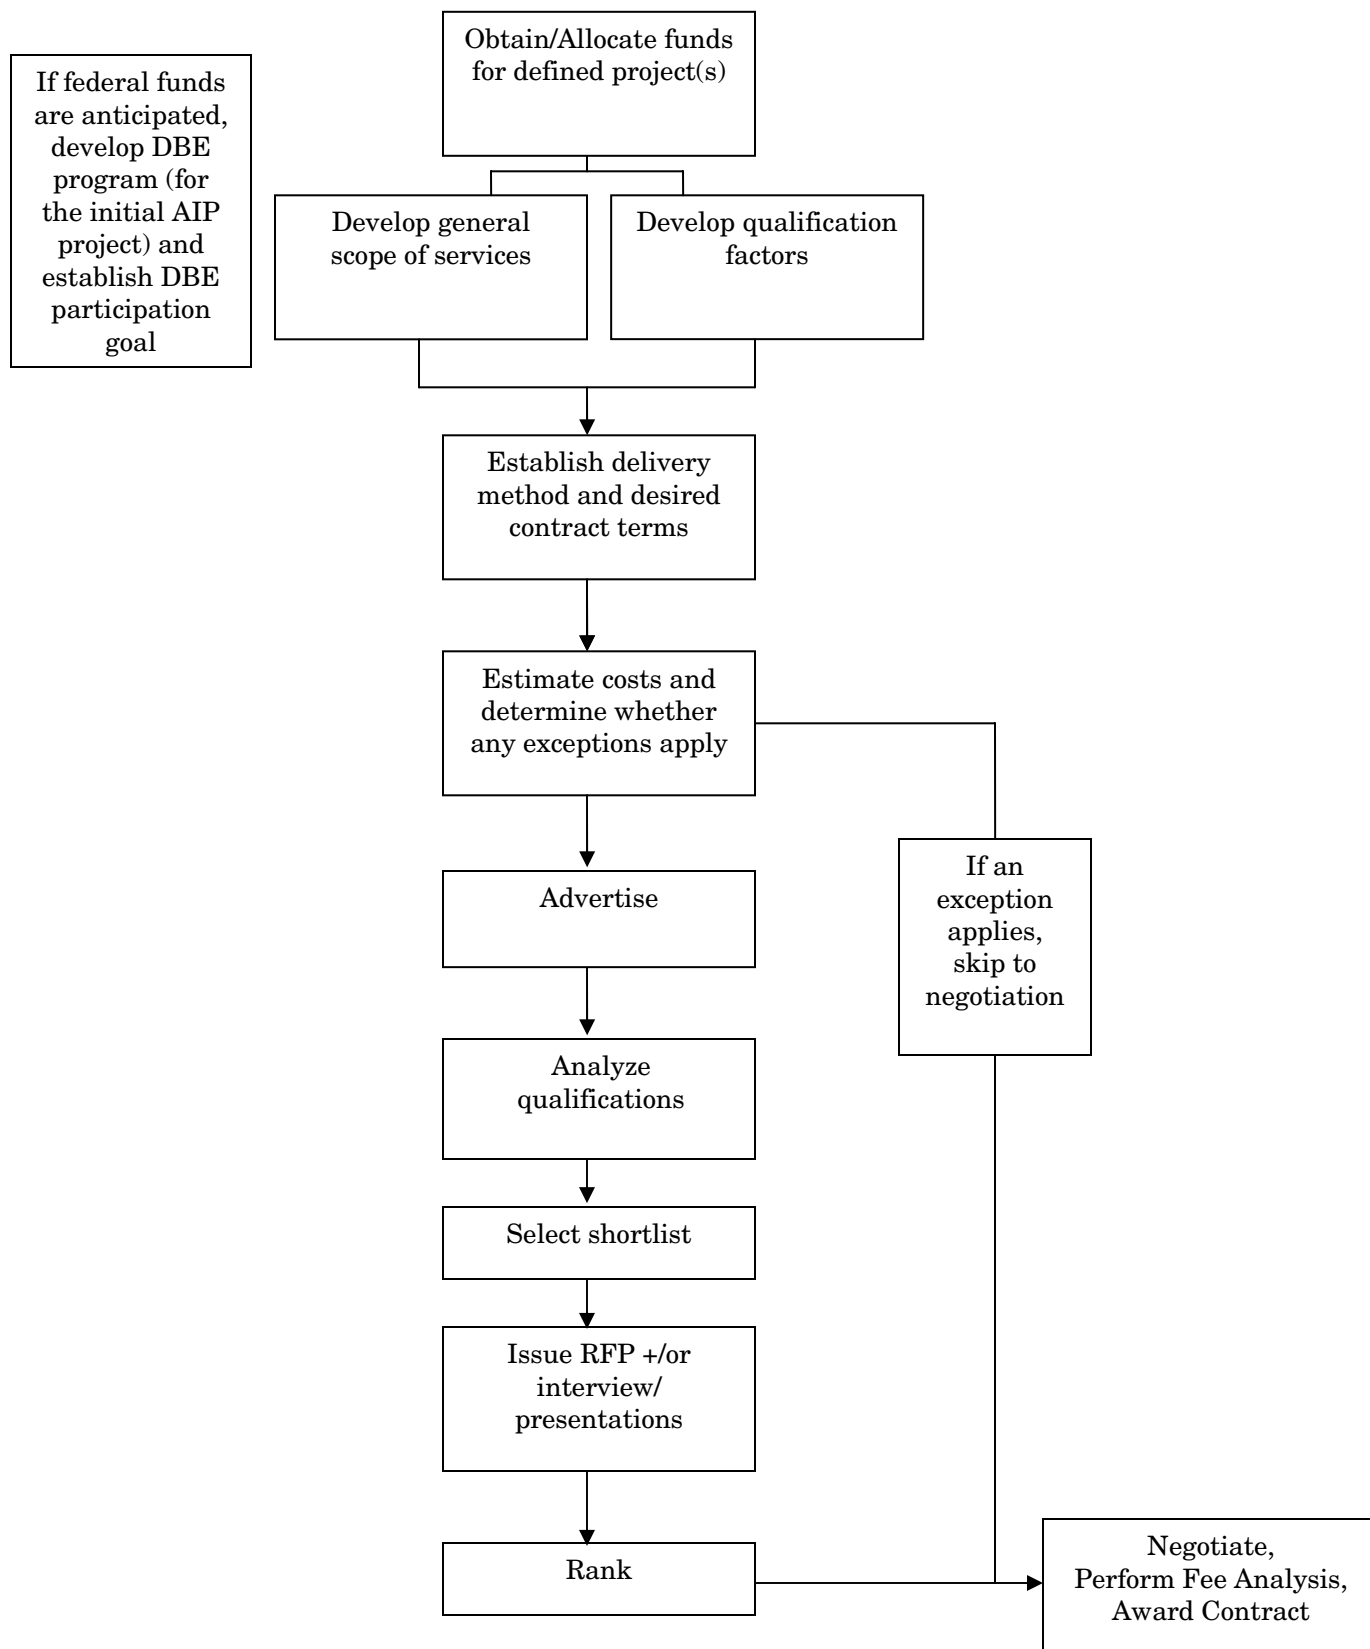 Obtain/Allocate funds
for defined project(s)
If federal funds
are anticipated,
develop DBE
program (for
the initial AIP
project) and
establish DBE
participation
goal
Develop general
scope of services
Develop qualification
factors
Establish delivery
method and desired
contract terms
Estimate costs and
determine whether
any exceptions apply
Advertise
If an
exception
applies,
skip to
negotiation
Analyze
qualifications
Select shortlist
Issue RFP +/or
interview/
presentations
Rank
Negotiate,
Perform Fee Analysis,
Award Contract